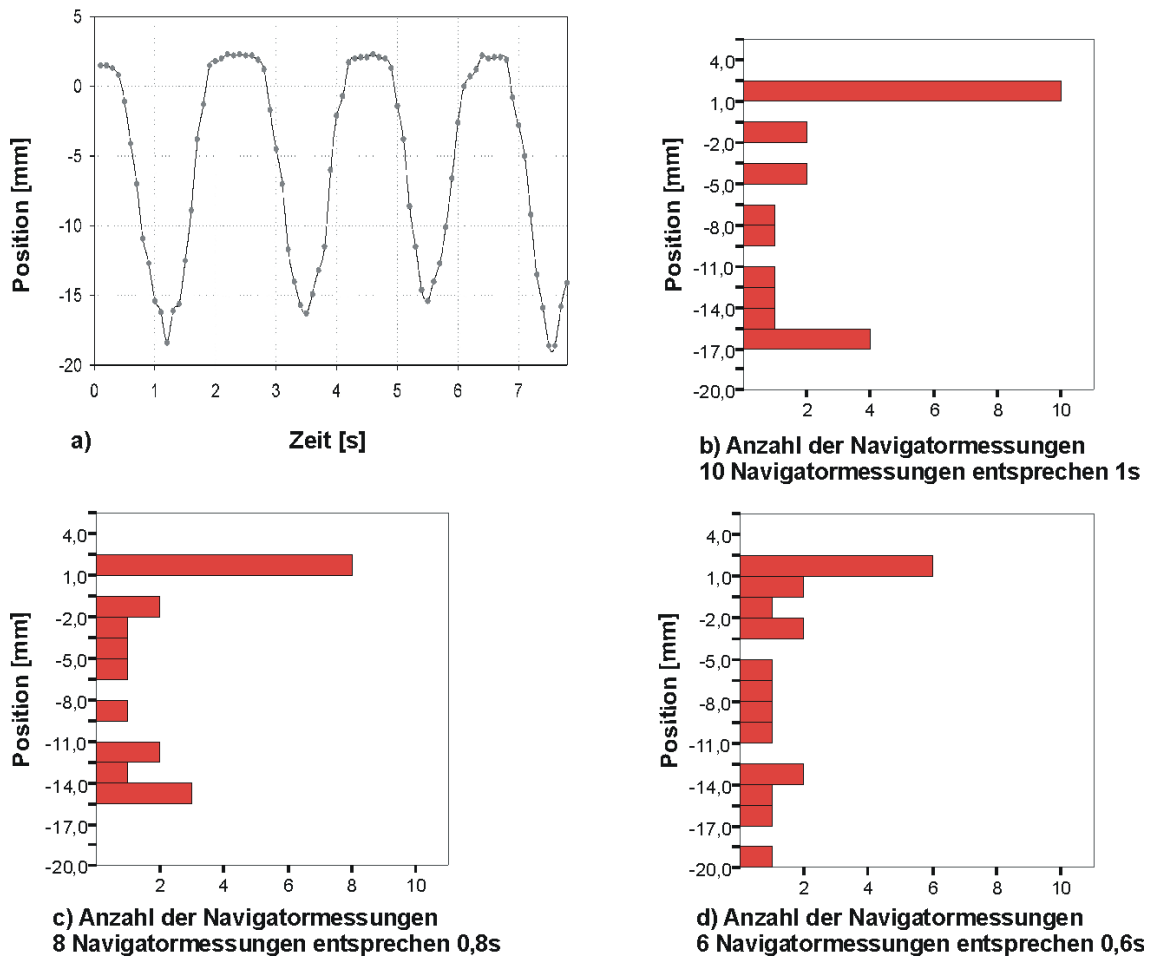 5
0
-5
-10
-15
-20
0 1 2 3 4 5 6 7
Position [mm]
a) Zeit [s]
4,0
1,0
-2,0
-5,0
-8,0
-11,0
-14,0
-17,0
-20,0
2 4 6 8 10
Position [mm]
b) Anzahl der Navigatormessungen
10 Navigatormessungen entsprechen 1s
4,0
1,0
-2,0
-5,0
-8,0
-11,0
-14,0
-17,0
-20,0
2 4 6 8 10
Position [mm]
c) Anzahl der Navigatormessungen
8 Navigatormessungen entsprechen 0,8s
4,0
1,0
-2,0
-5,0
-8,0
-11,0
-14,0
-17,0
-20,0
2 4 6 8 10
Position [mm]
d) Anzahl der Navigatormessungen
6 Navigatormessungen entsprechen 0,6s